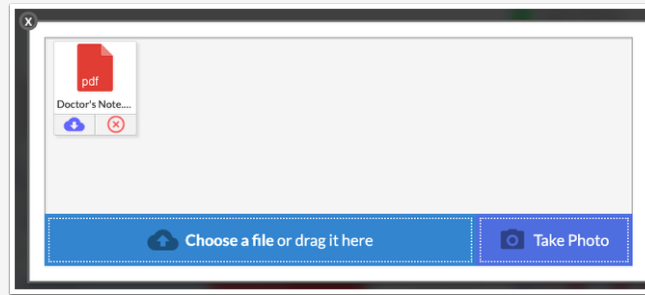 X
pdf
Doctor's Note....
Choose a file or drag it here
Take Photo